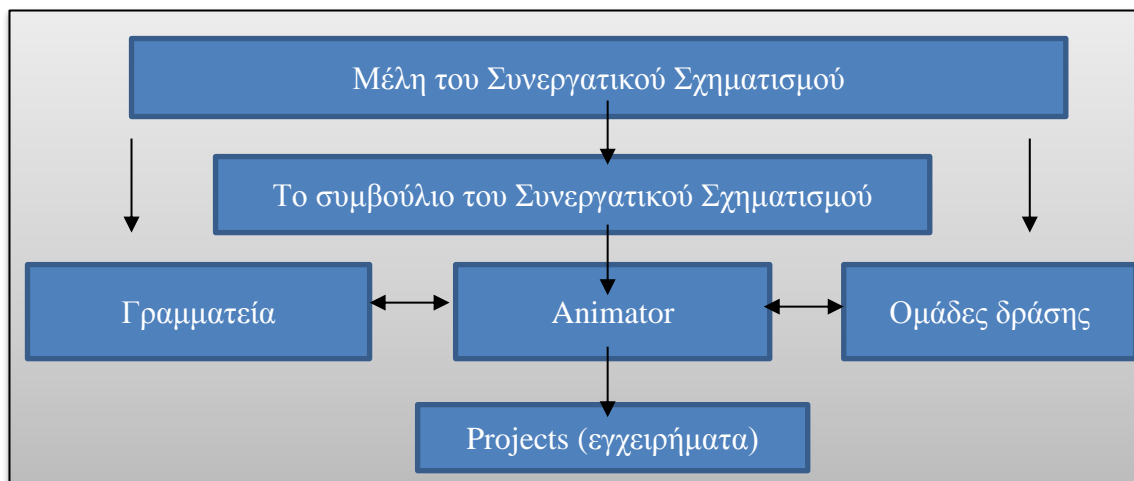 Μέλη του Συνεργατικού Σχηματισμού
Το συμβούλιο του Συνεργατικού Σχηματισμού
Γραμματεία
Animator
Ομάδες δράσης
Projects (εγχειρήματα)